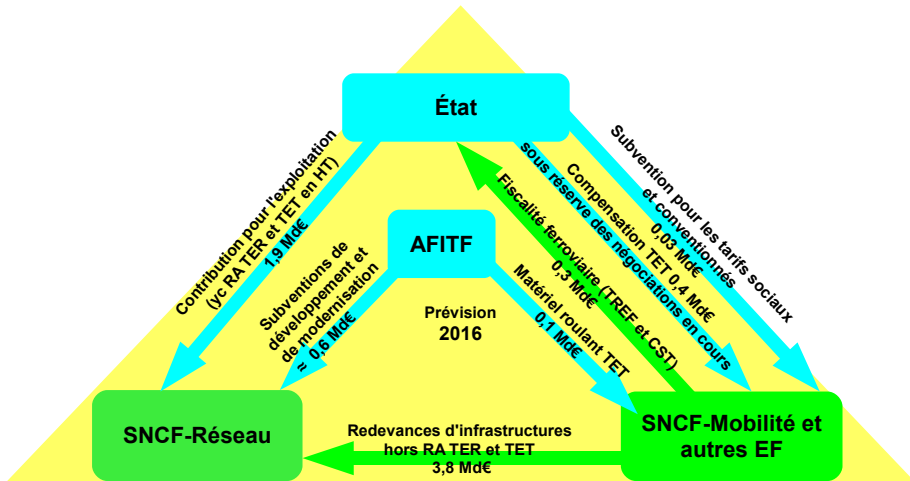 État
Contribution pour l'exploitation
(yc RA TER et TET en HT)
1,9 Md€
Subvention pour les tarifs sociaux
et conventionnés
0,03 Md€
Compensation TET 0,4 Md€
sous réserve des négociations en cours
Fiscalité ferroviaire (TREF et CST)
0,3 Md€
AFITF
Subventions de
développement et
de modernisation
≈ 0,6 Md€
Prévision
2016
Matériel roulant TET
0,1 Md€
SNCF-Réseau
Redevances d'infrastructures
hors RA TER et TET
3,8 Md€
SNCF-Mobilité et
autres EF